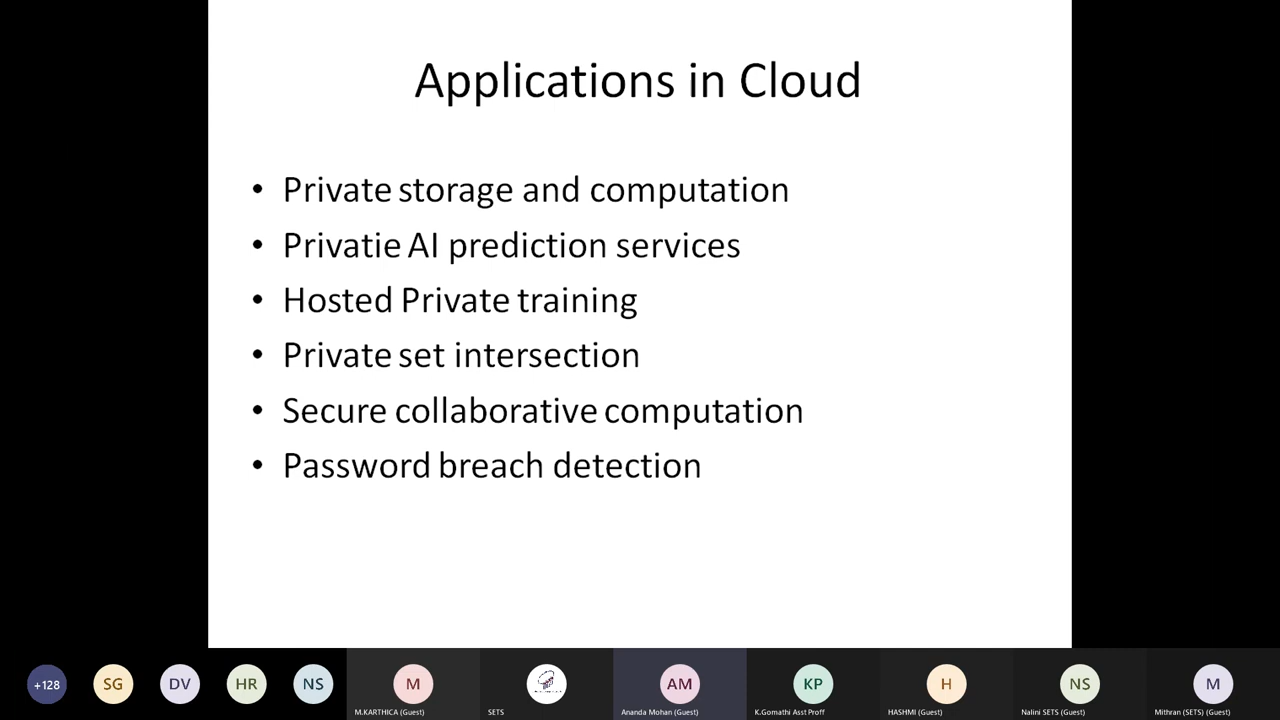 Applications in Cloud
• Private storage and computation
• Privatie AI prediction services
• Hosted Private training
• Private set intersection
• Secure collaborative computation
• Password breach detection
+128 SG DV HR NS M AM KP H NS M
M.KARTHICA (Guest) SETS Ananda Mohan (Guest) K.Gomathi Asst Proff HASHMI (Guest) Nalini SETS (Guest) Mithran (SETS) (Guest)